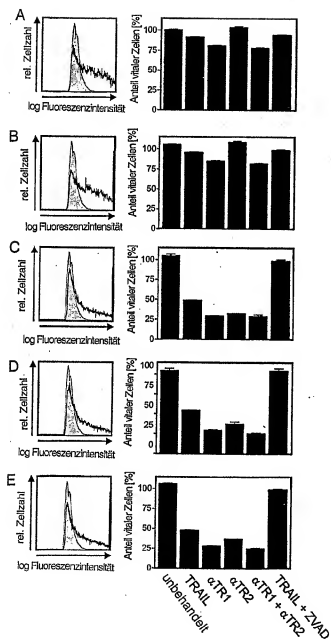 A
rel. Zellzahl
log Fluoreszenzintensität
Anteil vitaler Zellen [%]
100
75
50
25
B
rel. Zellzahl
log Fluoreszenzintensität
Anteil vitaler Zellen [%]
100
75
50
25
C
rel. Zellzahl
log Fluoreszenzintensität
Anteil vitaler Zellen [%]
100
75
50
25
0
D
rel. Zellzahl
log Fluoreszenzintensität
Anteil vitaler Zellen [%]
75
50
25
0
E
rel. Zellzahl
log Fluoreszenzintensität
Anteil vitaler Zellen [%]
100
75
50
25
0
unbehandelt
TRAIL
αTR1
αTR2
αTR1 + αTR2
TRAIL + ZVAD